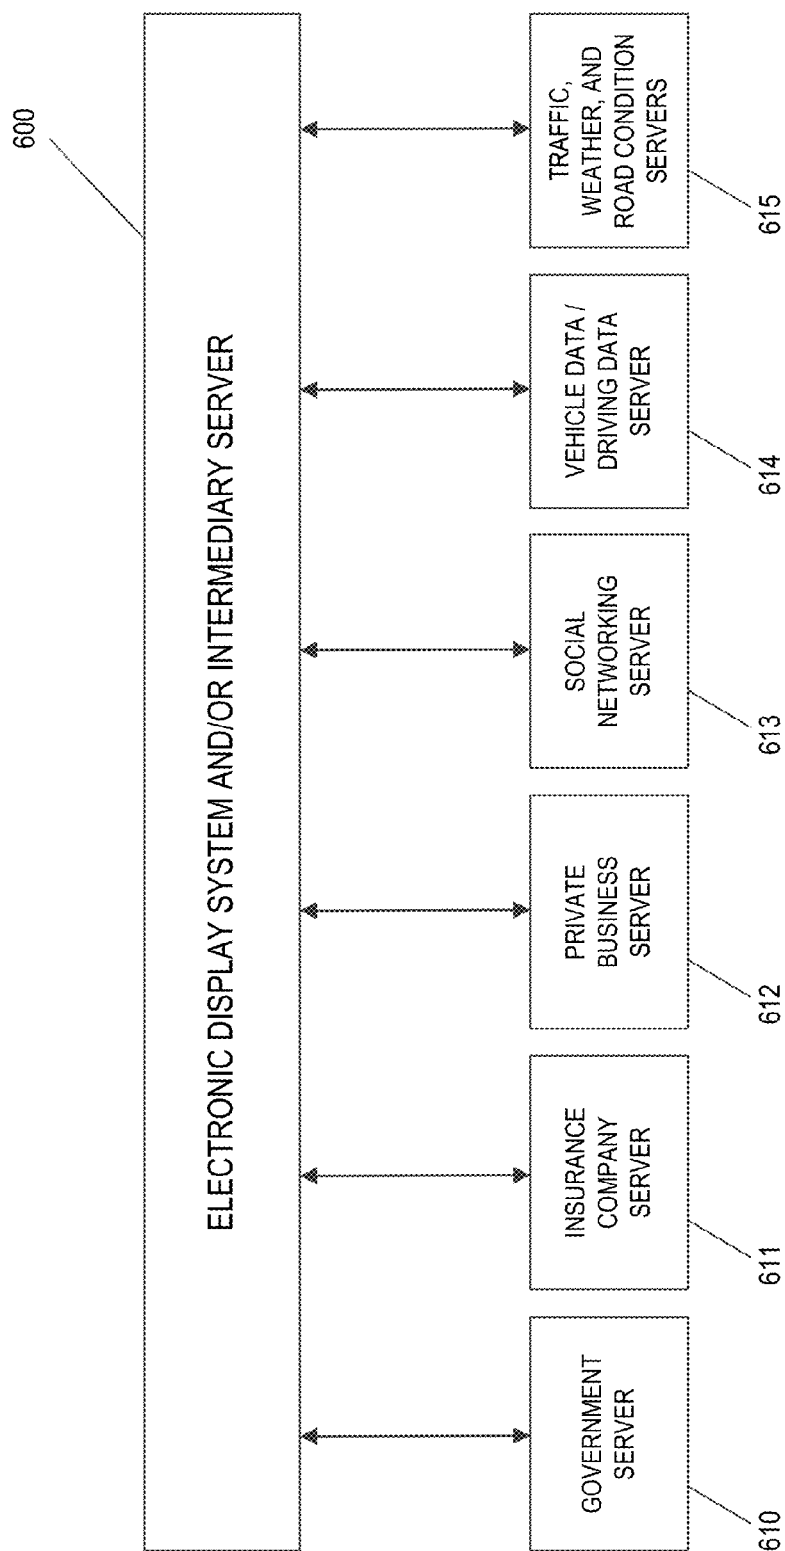 600
ELECTRONIC DISPLAY SYSTEM AND/OR INTERMEDIARY SERVER
GOVERNMENT
SERVER
610
INSURANCE
COMPANY
SERVER
611
PRIVATE
BUSINESS
SERVER
612
SOCIAL
NETWORKING
SERVER
613
VEHICLE DATA /
DRIVING DATA
SERVER
614
TRAFFIC,
WEATHER, AND
ROAD CONDITION
SERVERS
615